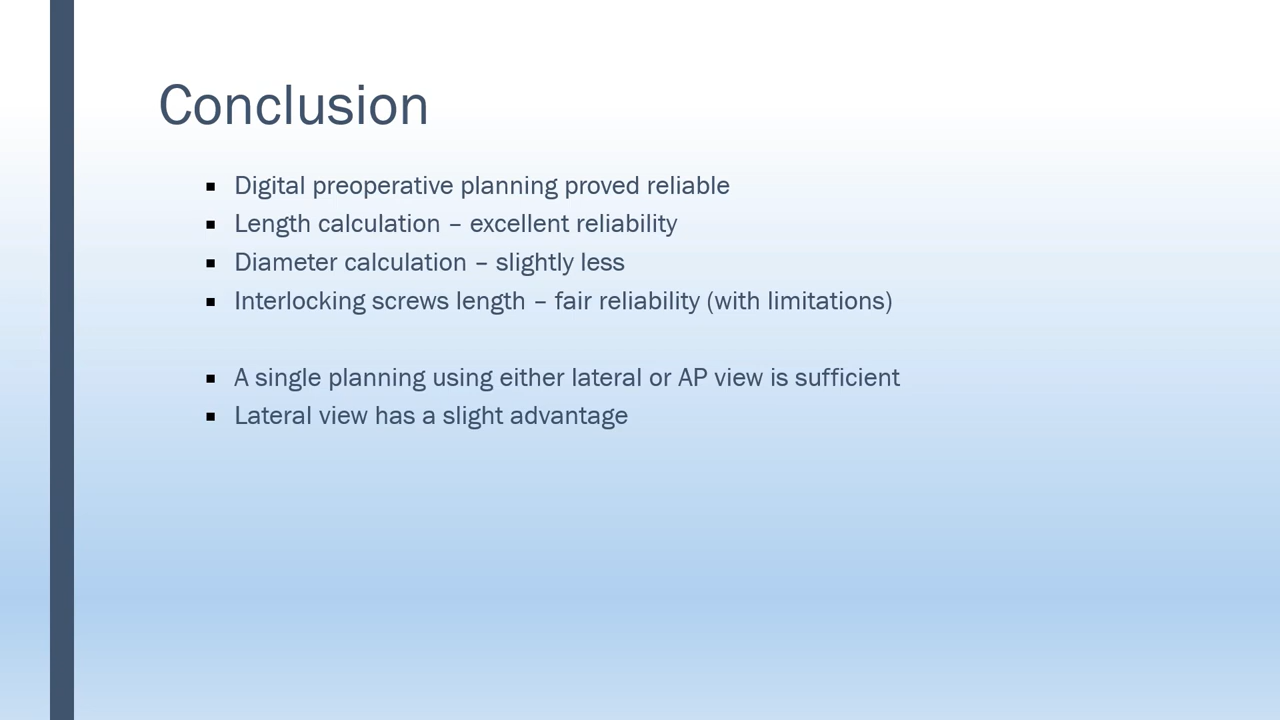 Conclusion
▪ Digital preoperative planning proved reliable
▪ Length calculation – excellent reliability
▪ Diameter calculation – slightly less
▪ Interlocking screws length – fair reliability (with limitations)
▪ A single planning using either lateral or AP view is sufficient
▪ Lateral view has a slight advantage